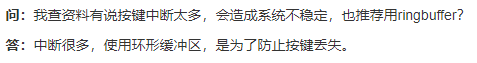 问：我查资料有说按键中断太多，会造成系统不稳定，也推荐用ringbuffer?
答：中断很多，使用环形缓冲区，是为了防止按键丢失。